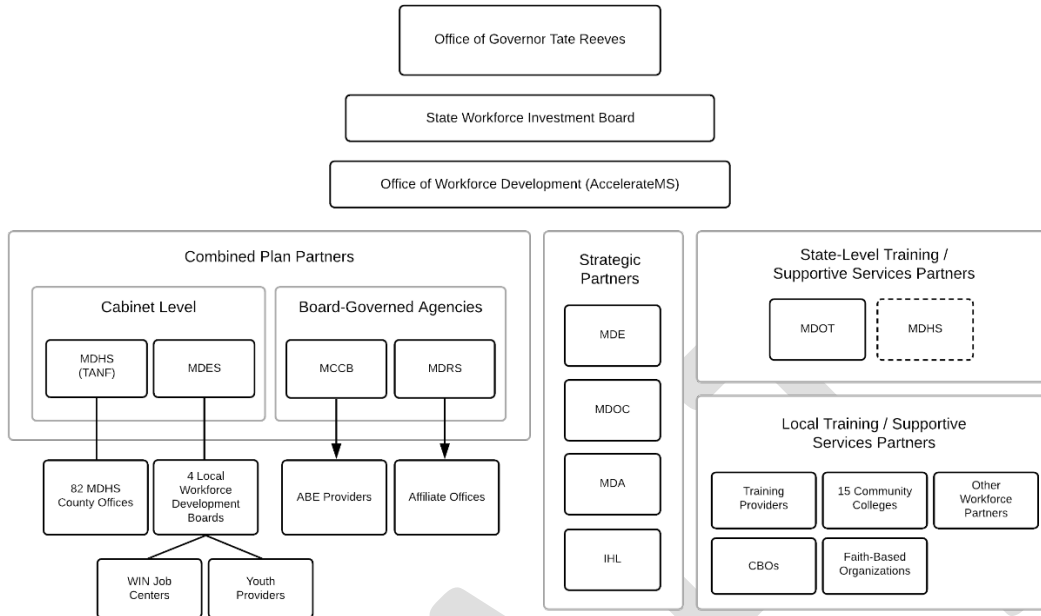 Office of Governor Tate Reeves
State Workforce Investment Board
Office of Workforce Development (AccelerateMS)
Combined Plan Partners
Cabinet Level
MDHS
(TANF)
MDES
Board-Governed Agencies
MCCB
MDRS
82 MDHS
County Offices
4 Local
Workforce
Development
Boards
ABE Providers
Affiliate Offices
WIN Job
Centers
Youth
Providers
Strategic
Partners
MDE
MDOC
MDA
IHL
State-Level Training /
Supportive Services Partners
MDOT
MDHS
Local Training / Supportive
Services Partners
Training
Providers
15 Community
Colleges
Other
Workforce
Partners
CBOs
Faith-Based
Organizations